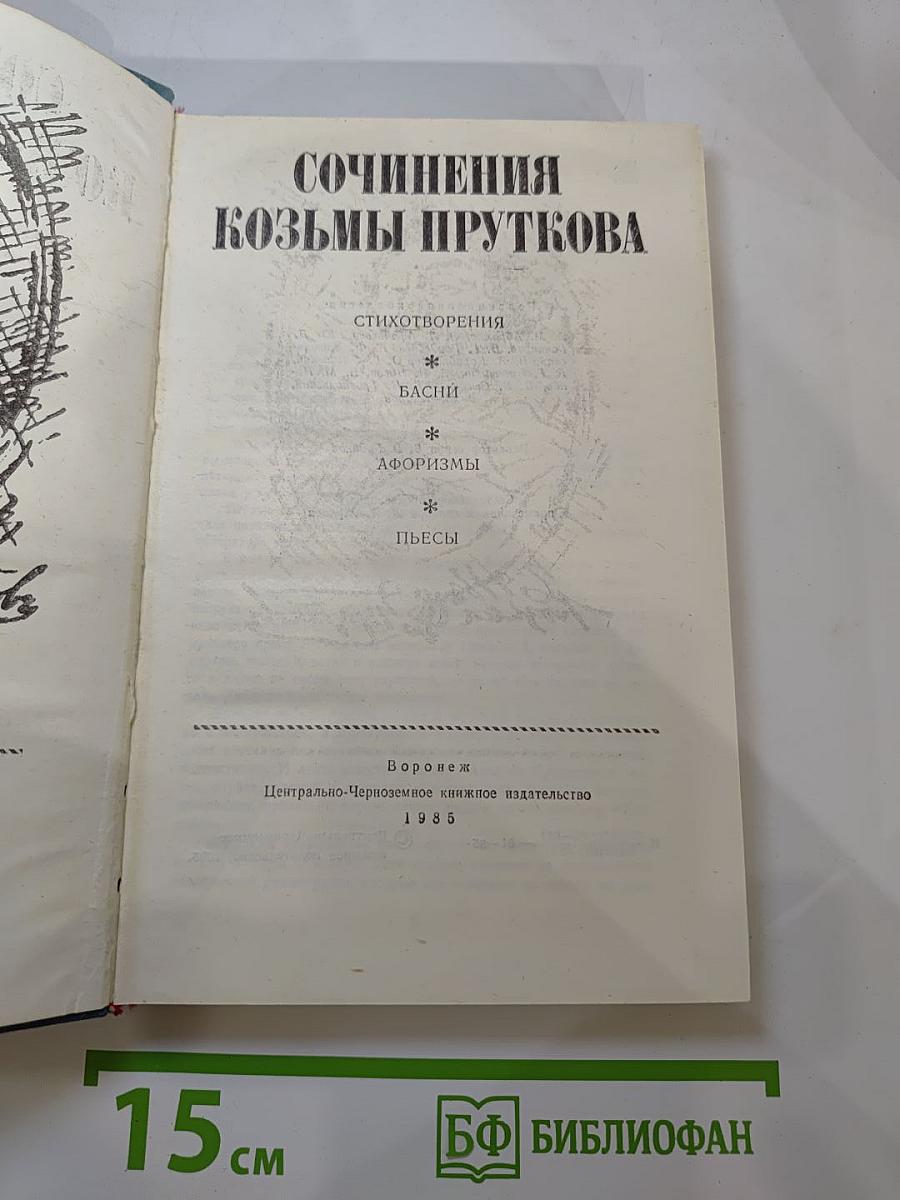 СОЧИНЕНИЯ
КОЗЬМЫ ПРУТКОВА
СТИХОТВОРЕНИЯ
*
БАСНИ
*
АФОРИЗМЫ
*
ПЬЕСЫ
Воронеж
Центрально-Черноземное книжное издательство
1985
15 см
БФ БИБЛИОФАН